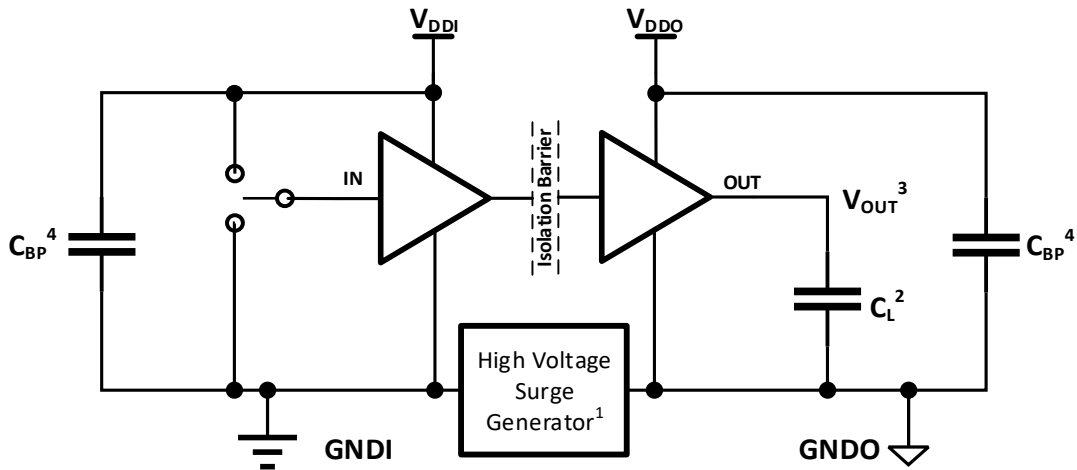 V_DDI
V_DDO
IN
Isolation Barrier
OUT
V_OUT^3
C_BP^4
C_BP^4
C_L^2
High Voltage
Surge
Generator^1
GNDI
GNDO